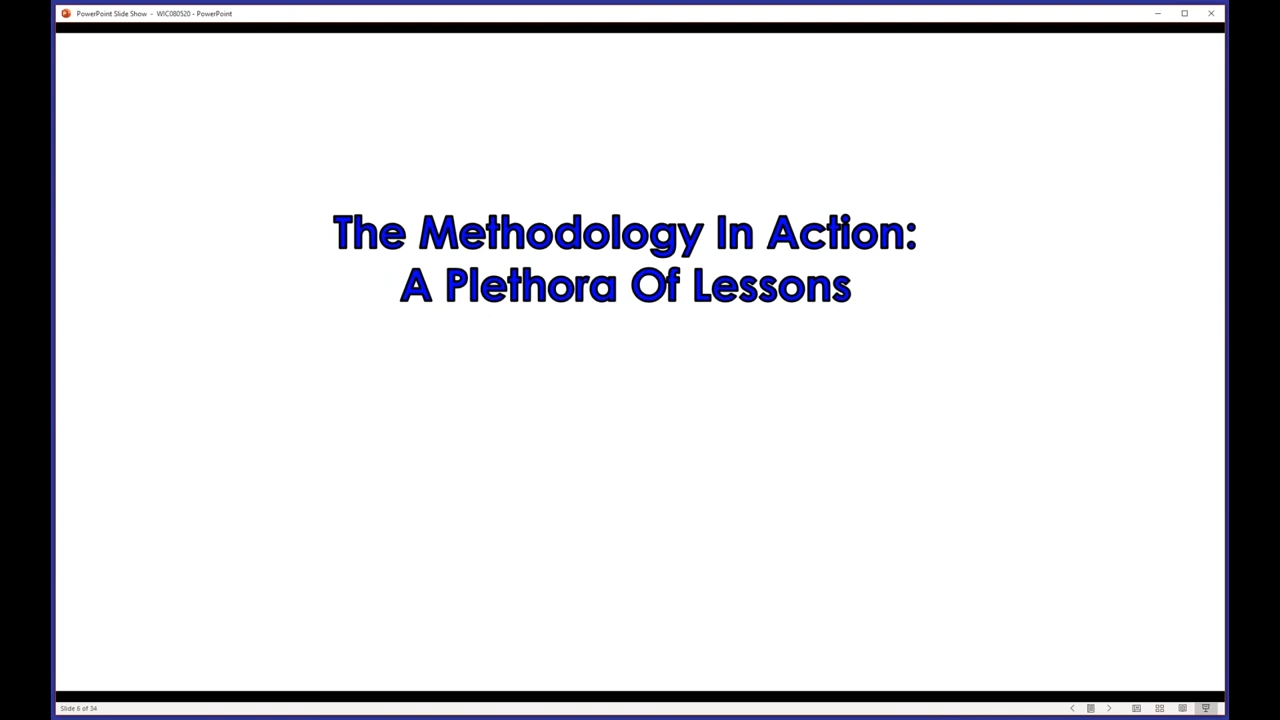 PowerPoint Slide Show - WIC080520 - PowerPoint
The Methodology In Action:
A Plethora Of Lessons
Slide 6 of 34